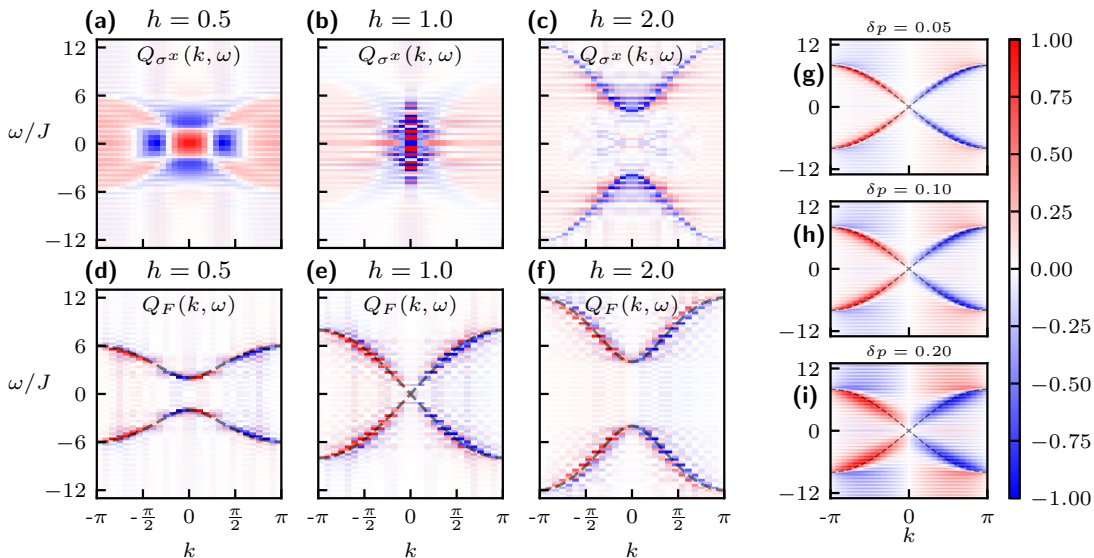 (a) h = 0.5
Q_{σ^x}(k, ω)
12
6
0
−6
−12
ω/J
(b) h = 1.0
Q_{σ^x}(k, ω)
(c) h = 2.0
Q_{σ^x}(k, ω)
(d) h = 0.5
Q_F(k, ω)
12
6
0
−6
−12
ω/J
-π -π/2 0 π/2 π
k
(e) h = 1.0
Q_F(k, ω)
-π -π/2 0 π/2 π
k
(f) h = 2.0
Q_F(k, ω)
-π -π/2 0 π/2 π
k
δp = 0.05
(g)
12
0
−12
δp = 0.10
(h)
12
0
−12
δp = 0.20
(i)
12
0
−12
-π 0 π
k
1.00
0.75
0.50
0.25
0.00
−0.25
−0.50
−0.75
−1.00